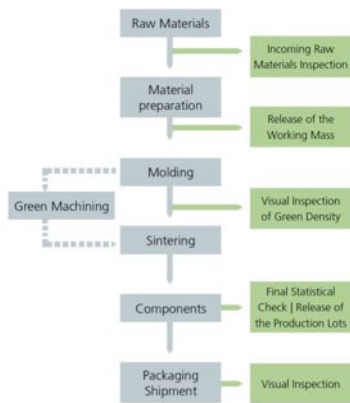 Raw Materials
Incoming Raw
Materials Inspection
Material
preparation
Release of the
Working Mass
Molding
Green Machining
Visual Inspection
of Green Density
Sintering
Components
Final Statistical
Check | Release of
the Production Lots
Packaging
Shipment
Visual Inspection